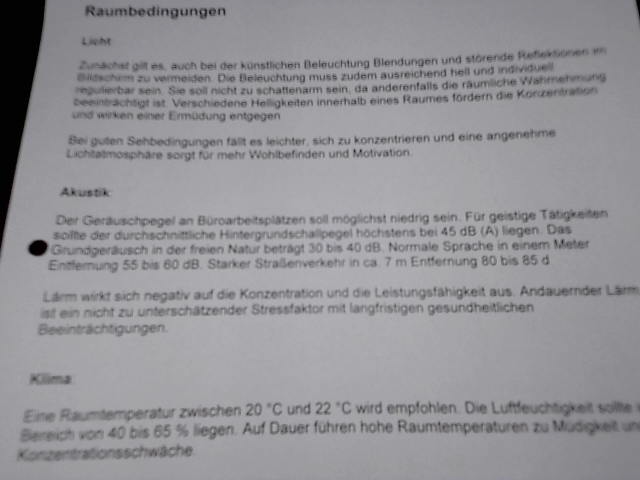 Raumbedingungen
Licht:
Zunächst gilt es, auch bei der künstlichen Beleuchtung Blendungen und störende Reflektionen im
Bildschirm zu vermeiden. Die Beleuchtung muss zudem ausreichend hell und individuell
regulierbar sein. Sie soll nicht zu schattenarm sein, da anderenfalls die räumliche Wahrnehmung
beeinträchtigt ist. Verschiedene Helligkeiten innerhalb eines Raumes fördern die Konzentration
und wirken einer Ermüdung entgegen
Bei guten Sehbedingungen fällt es leichter, sich zu konzentrieren und eine angenehme
Lichtatmosphäre sorgt für mehr Wohlbefinden und Motivation.
Akustik:
Der Geräuschpegel an Büroarbeitsplätzen soll möglichst niedrig sein. Für geistige Tätigkeiten
sollte der durchschnittliche Hintergrundschallpegel höchstens bei 45 dB (A) liegen. Das
Grundgeräusch in der freien Natur beträgt 30 bis 40 dB. Normale Sprache in einem Meter
Entfernung 55 bis 60 dB. Starker Straßenverkehr in ca. 7 m Entfernung 80 bis 85 d
Lärm wirkt sich negativ auf die Konzentration und die Leistungsfähigkeit aus. Andauernder Lärm
ist ein nicht zu unterschätzender Stressfaktor mit langfristigen gesundheitlichen
Beeinträchtigungen.
Klima:
Eine Raumtemperatur zwischen 20 °C und 22 °C wird empfohlen. Die Luftfeuchtigkeit sollte
Bereich von 40 bis 65 % liegen. Auf Dauer führen hohe Raumtemperaturen zu Müdigkeit und
Konzentrationsschwäche.